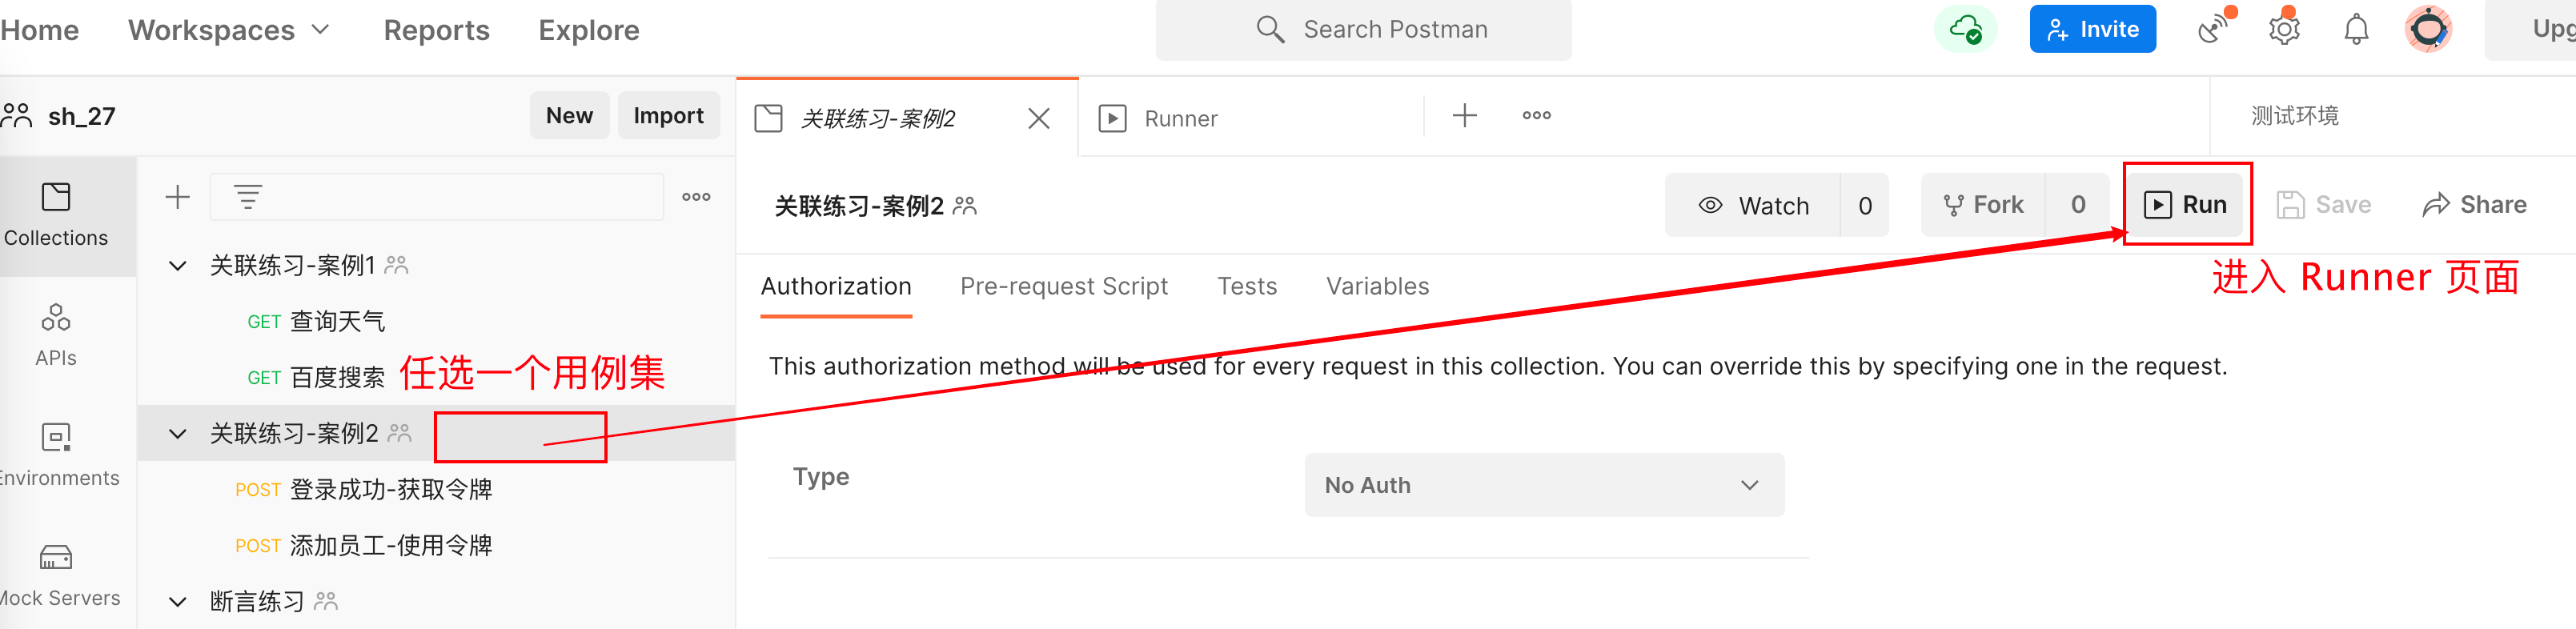 Home Workspaces Reports Explore Search Postman Invite Upg
sh_27 New Import 关联练习-案例2 Runner 测试环境
Collections
关联练习-案例2 Watch 0 Fork 0 Run Save Share
进入 Runner 页面
关联练习-案例1
Authorization Pre-request Script Tests Variables
GET 查询天气
APIs
GET 百度搜索 任选一个用例集
This authorization method will be used for every request in this collection. You can override this by specifying one in the request.
关联练习-案例2
Environments
Type No Auth
POST 登录成功-获取令牌
POST 添加员工-使用令牌
Mock Servers
断言练习